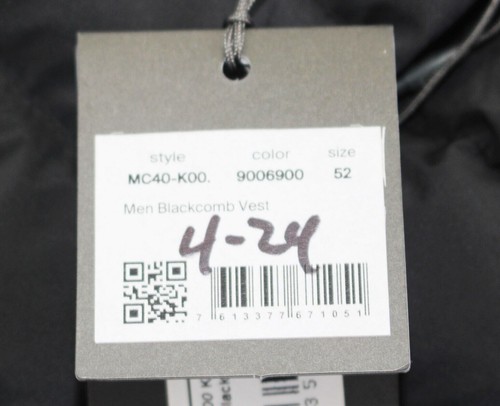 style color size
MC40-K00. 9006900 52
Men Blackcomb Vest
4-24
7 613377 671051